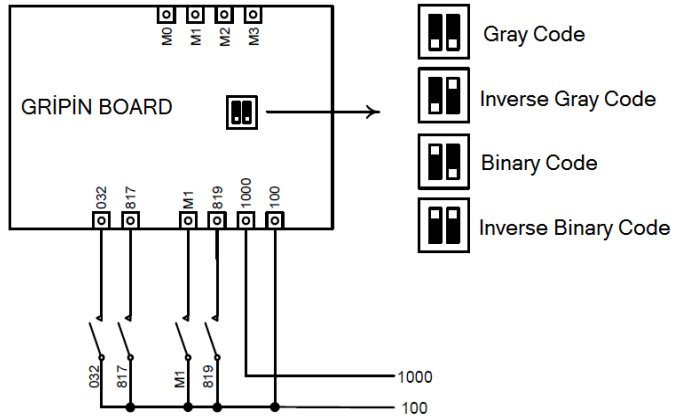 M0
M1
M2
M3
GRİPİN BOARD
032
817
M1
819
1000
100
032
817
M1
819
1000
100
Gray Code
Inverse Gray Code
Binary Code
Inverse Binary Code